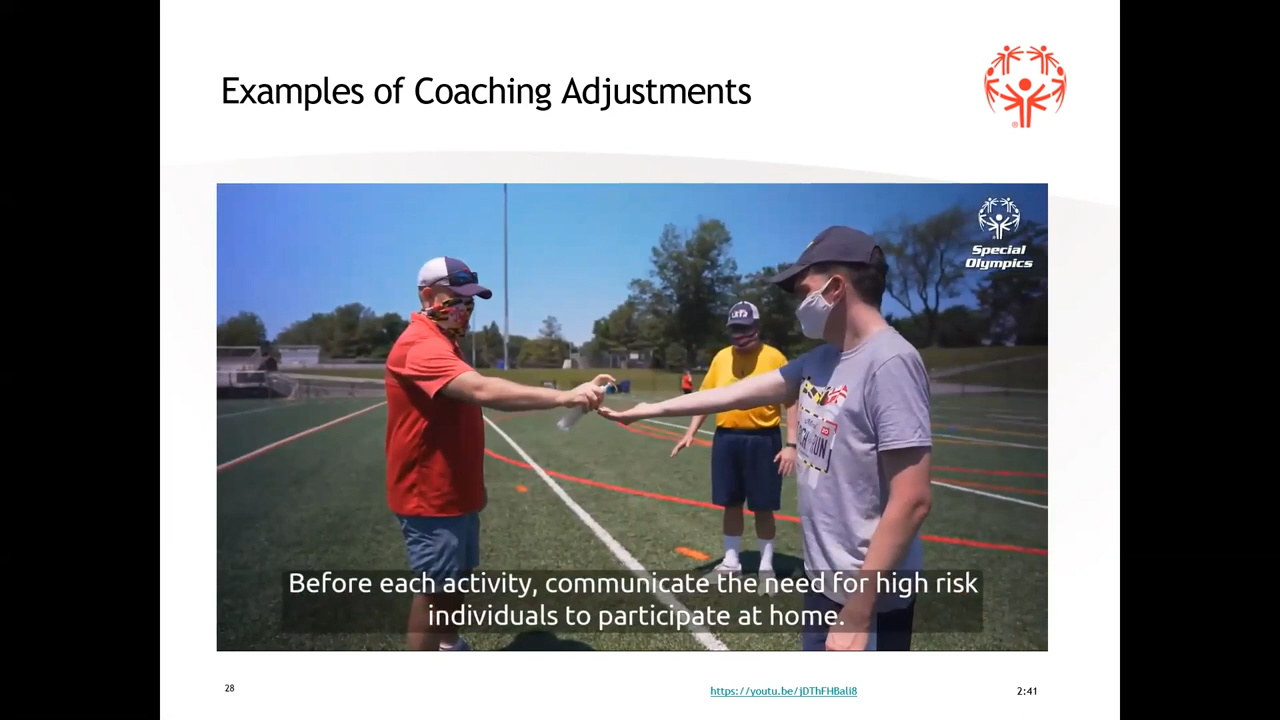 Examples of Coaching Adjustments
®
Special
Olympics
Before each activity, communicate the need for high risk
individuals to participate at home.
28
https://youtu.be/jDThFHBali8
2:41